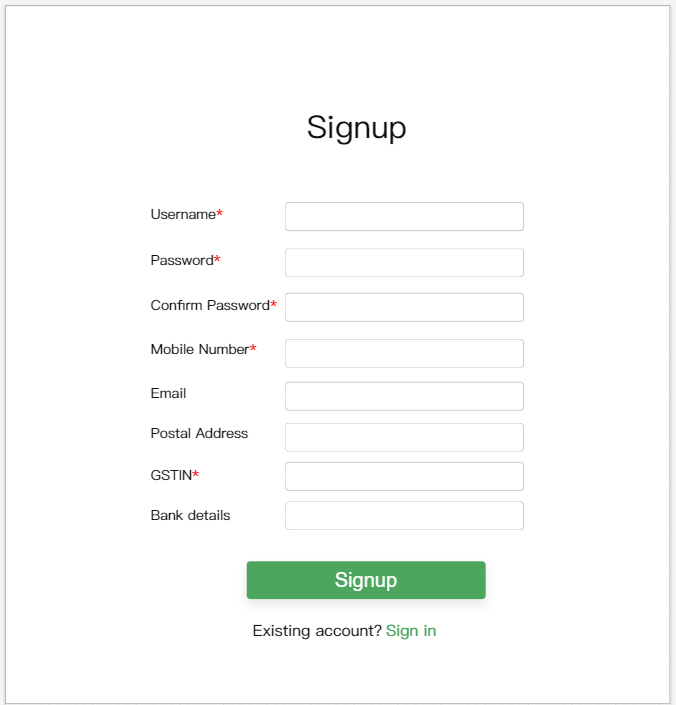 Signup
Username*
Password*
Confirm Password*
Mobile Number*
Email
Postal Address
GSTIN*
Bank details
Signup
Existing account? Sign in